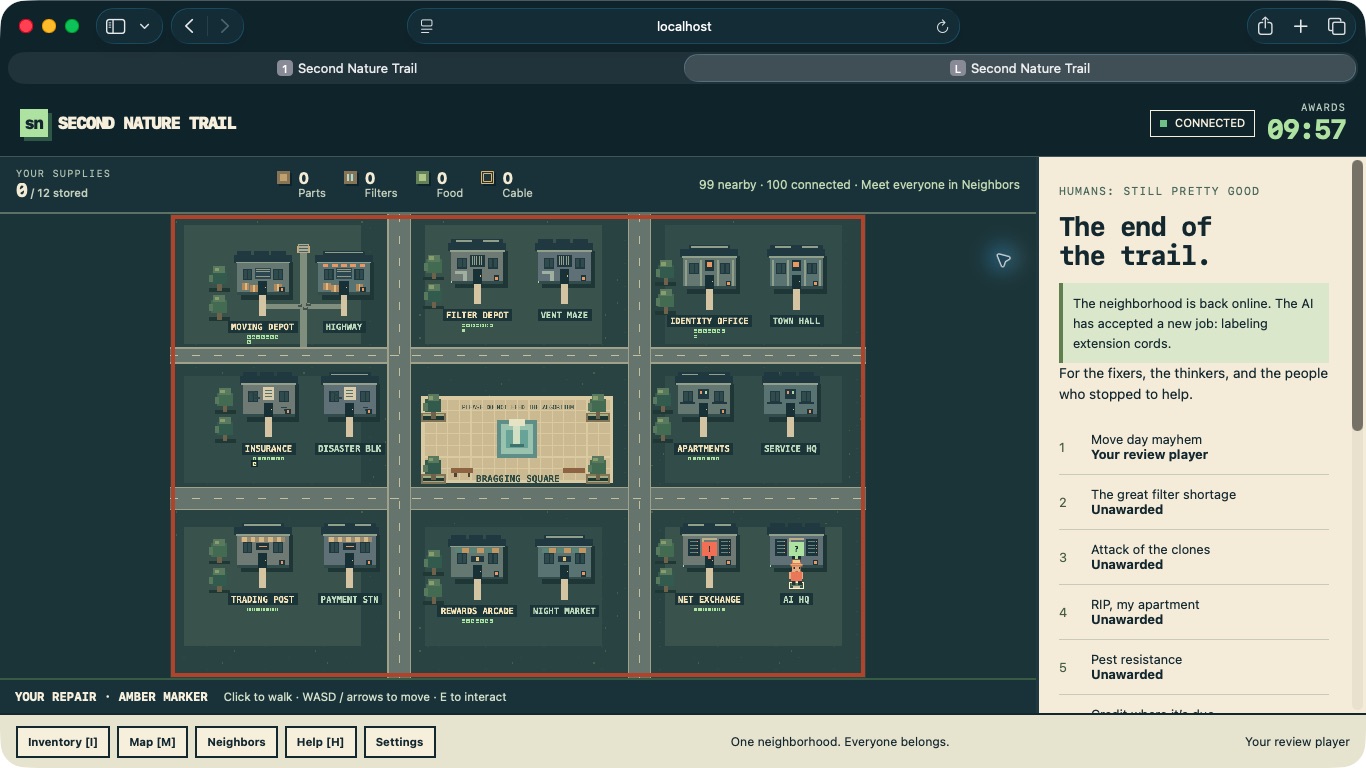 localhost
1 Second Nature Trail
L Second Nature Trail
sn SECOND NATURE TRAIL
CONNECTED
AWARDS
09:57
YOUR SUPPLIES
0 / 12 stored
0 Parts
0 Filters
0 Food
0 Cable
99 nearby · 100 connected · Meet everyone in Neighbors
MOVING DEPOT
HIGHWAY
FILTER DEPOT
VENT MAZE
IDENTITY OFFICE
TOWN HALL
INSURANCE
DISASTER BLK
BRAGGING SQUARE
APARTMENTS
SERVICE HQ
TRADING POST
PAYMENT STN
REWARDS ARCADE
NIGHT MARKET
!
?
NET EXCHANGE
AI HQ
YOUR REPAIR · AMBER MARKER
Click to walk · WASD / arrows to move · E to interact
HUMANS: STILL PRETTY GOOD
The end of
the trail.
The neighborhood is back online. The AI
has accepted a new job: labeling
extension cords.
For the fixers, the thinkers, and the people
who stopped to help.
1 Move day mayhem
Your review player
2 The great filter shortage
Unawarded
3 Attack of the clones
Unawarded
4 RIP, my apartment
Unawarded
5 Pest resistance
Unawarded
Inventory [I]
Map [M]
Neighbors
Help [H]
Settings
One neighborhood. Everyone belongs.
Your review player